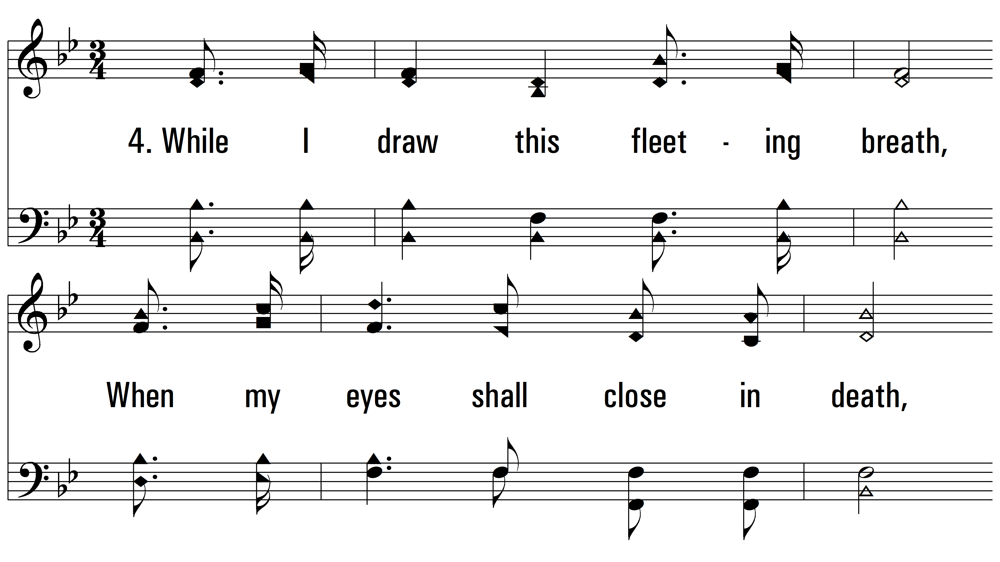 4. While I draw this fleet - ing breath,
When my eyes shall close in death,